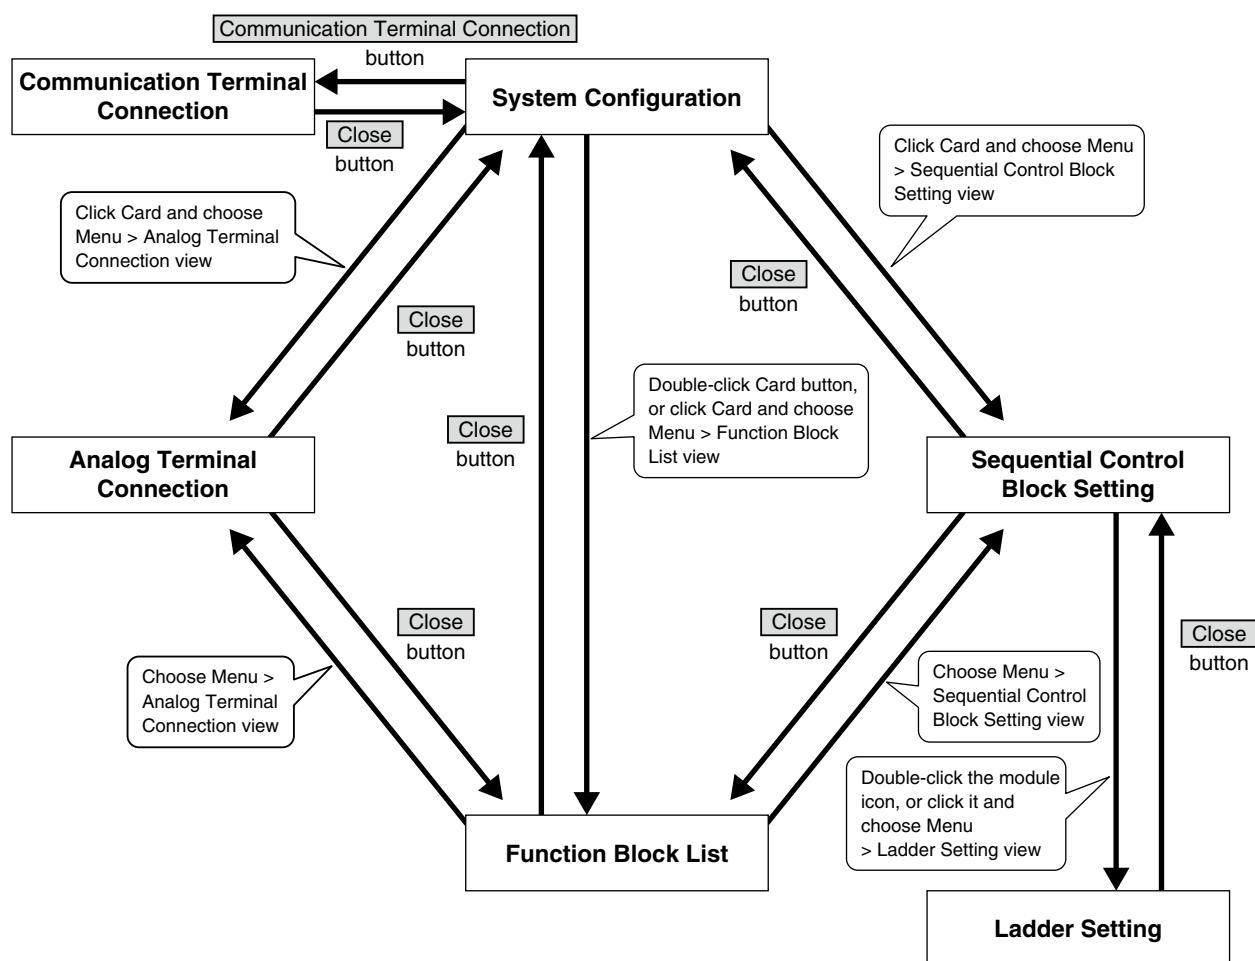 Communication Terminal Connection
button
Communication Terminal
Connection
System Configuration
Close
button
Click Card and choose Menu
> Sequential Control Block
Setting view
Click Card and choose
Menu > Analog Terminal
Connection view
Close
button
Close
button
Double-click Card button,
or click Card and choose
Menu > Function Block
List view
Close
button
Analog Terminal
Connection
Sequential Control
Block Setting
Close
button
Close
button
Close
button
Choose Menu >
Analog Terminal
Connection view
Choose Menu >
Sequential Control
Block Setting view
Double-click the module
icon, or click it and
choose Menu
> Ladder Setting view
Function Block List
Ladder Setting